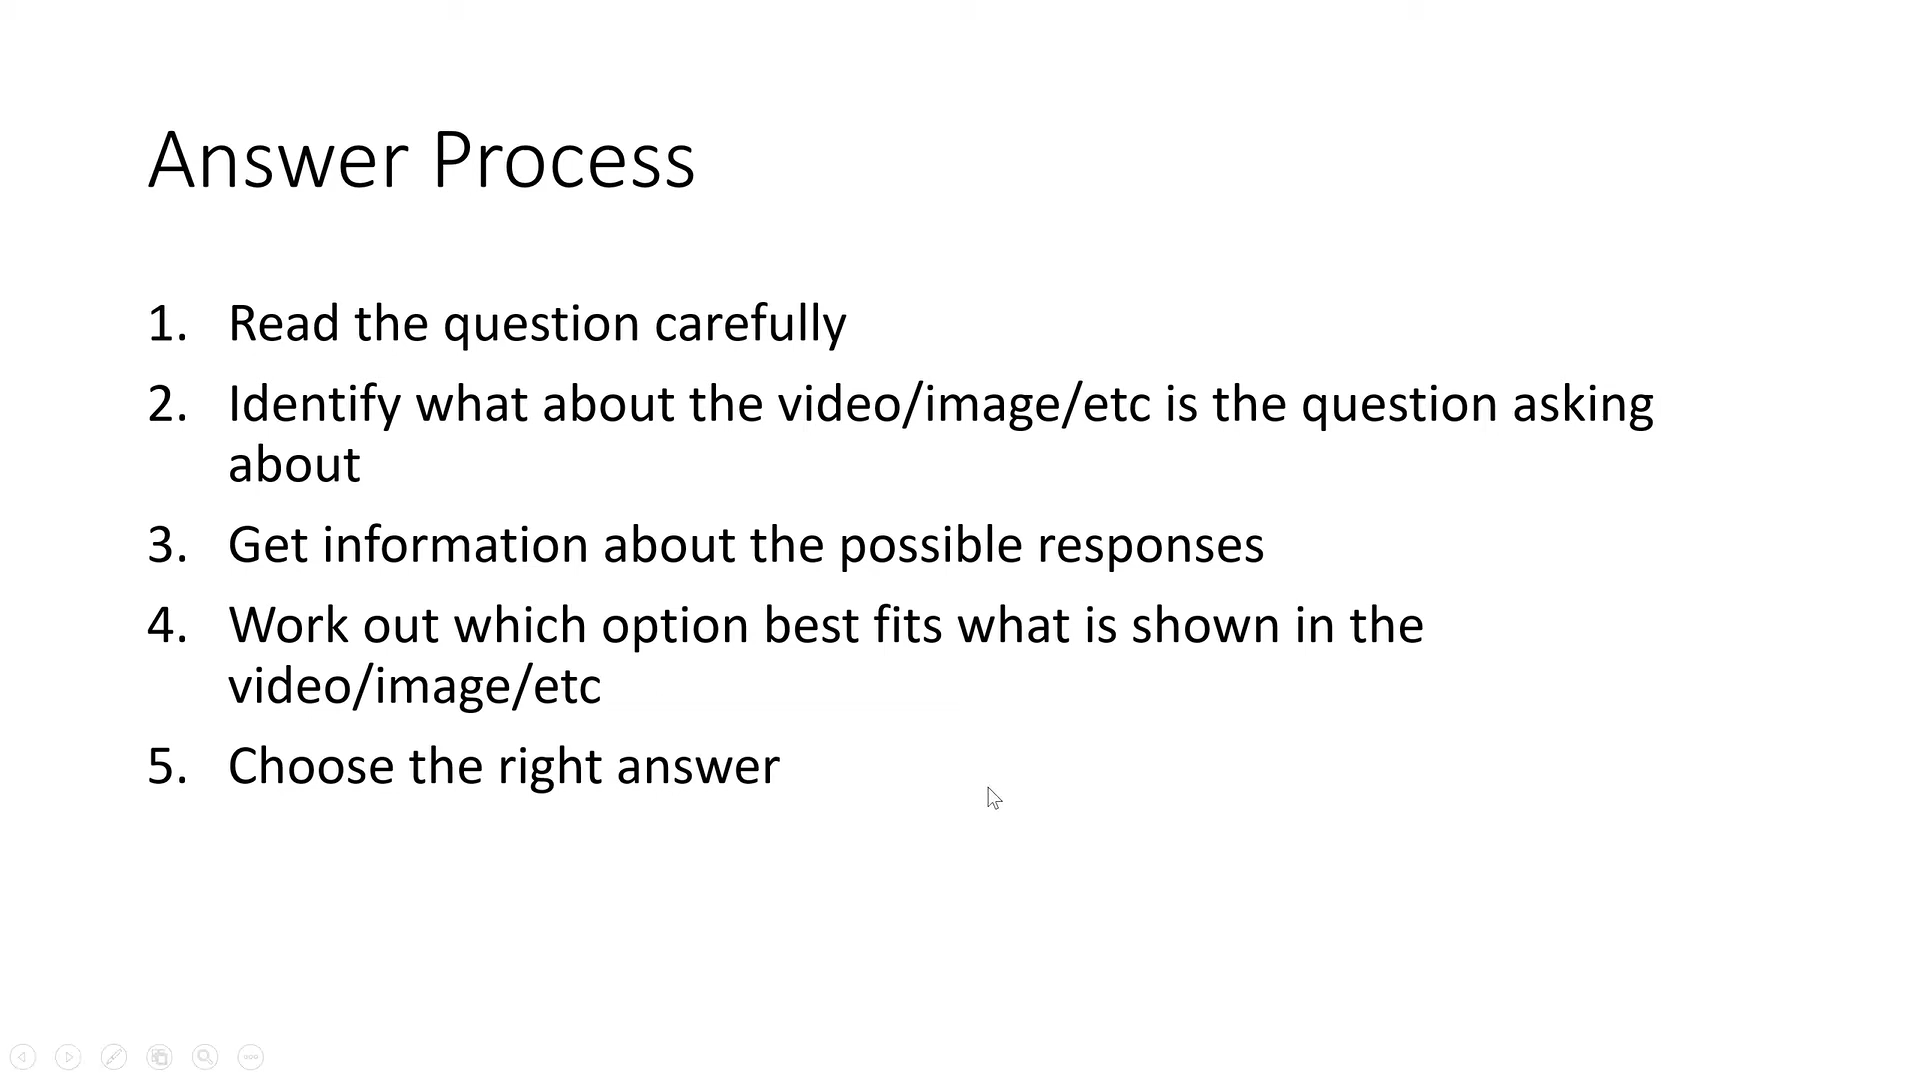 Answer Process
1. Read the question carefully
2. Identify what about the video/image/etc is the question asking
about
3. Get information about the possible responses
4. Work out which option best fits what is shown in the
video/image/etc
5. Choose the right answer